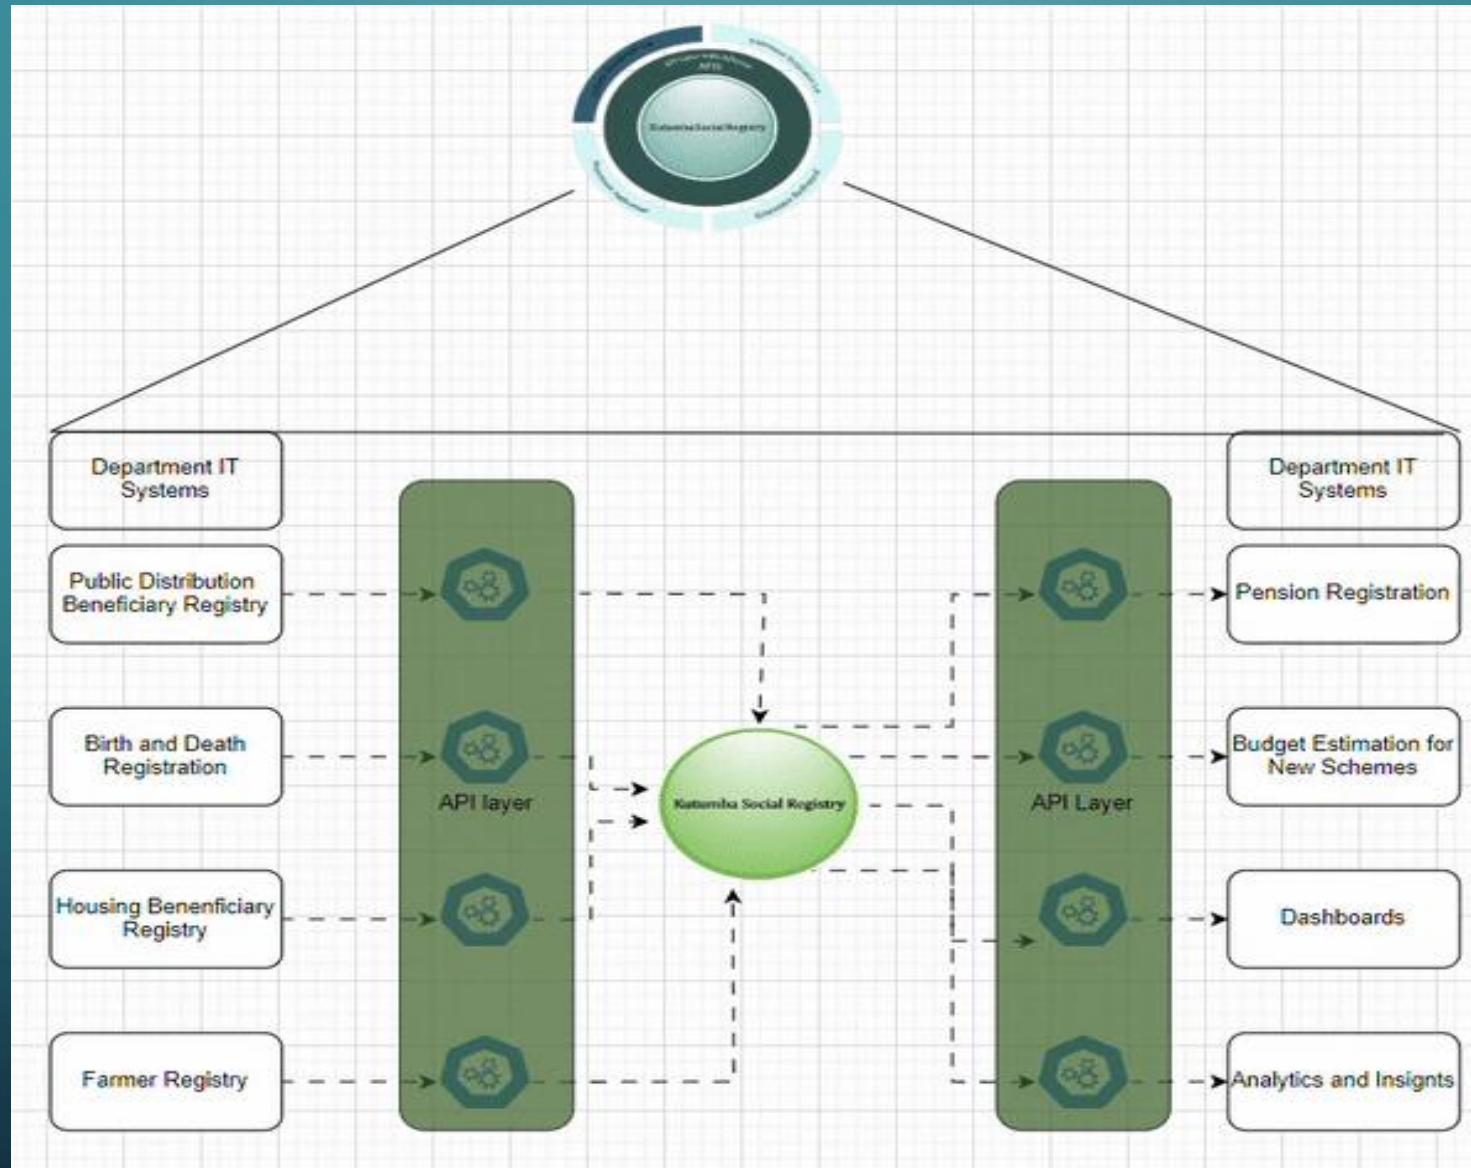 APIs
Kutumba Social Registry
Department IT
Systems
Public Distribution
Beneficiary Registry
Birth and Death
Registration
Housing Benenficiary
Registry
Farmer Registry
API layer
Kutumba Social Registry
API Layer
Department IT
Systems
Pension Registration
Budget Estimation for
New Schemes
Dashboards
Analytics and Insignts